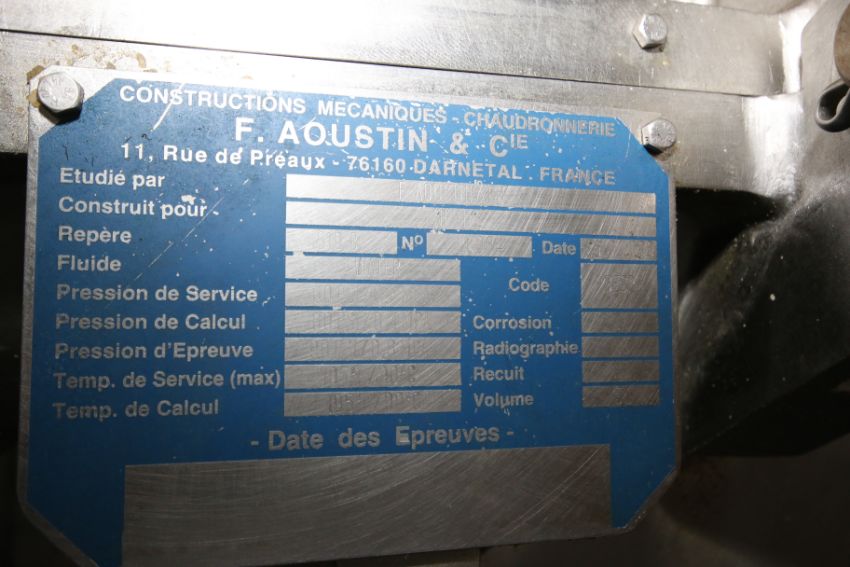 CONSTRUCTIONS MECANIQUES - CHAUDRONNERIE
F. AOUSTIN & CIE
11, Rue de Préaux - 76160 DARNETAL FRANCE
Etudié par
Construit pour
Repère Nº Date
Fluide
Code
Pression de Service
Pression de Calcul Corrosion
Pression d'Epreuve Radiographie
Temp. de Service (max) Recuit
Temp. de Calcul Volume
- Date des Epreuves -